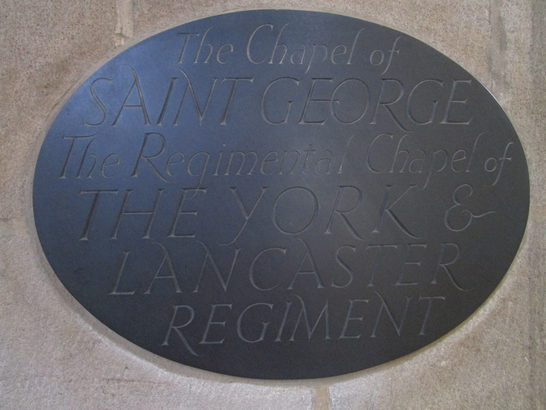 The Chapel of
SAINT GEORGE
The Regimental Chapel of
THE YORK &
LANCASTER
REGIMENT